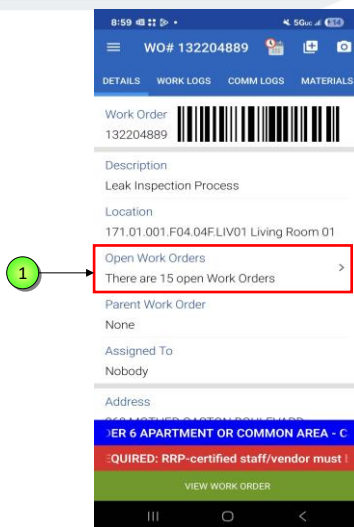 8:59
5G
WO# 132204889
DETAILS WORK LOGS COMM LOGS MATERIALS
Work Order
132204889
Description
Leak Inspection Process
Location
171.01.001.F04.04F.LIV01 Living Room 01
Open Work Orders
1
There are 15 open Work Orders
Parent Work Order
None
Assigned To
Nobody
Address
DER 6 APARTMENT OR COMMON AREA - C
EQUIRED: RRP-certified staff/vendor must
VIEW WORK ORDER